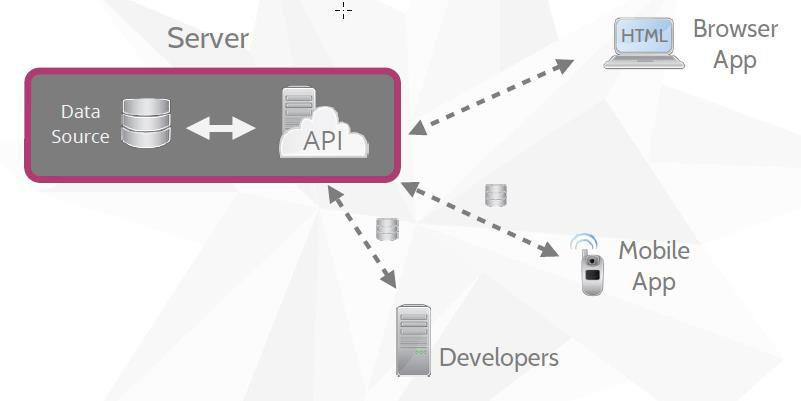 Server
Data
Source
API
HTML
Browser
App
Mobile
App
Developers